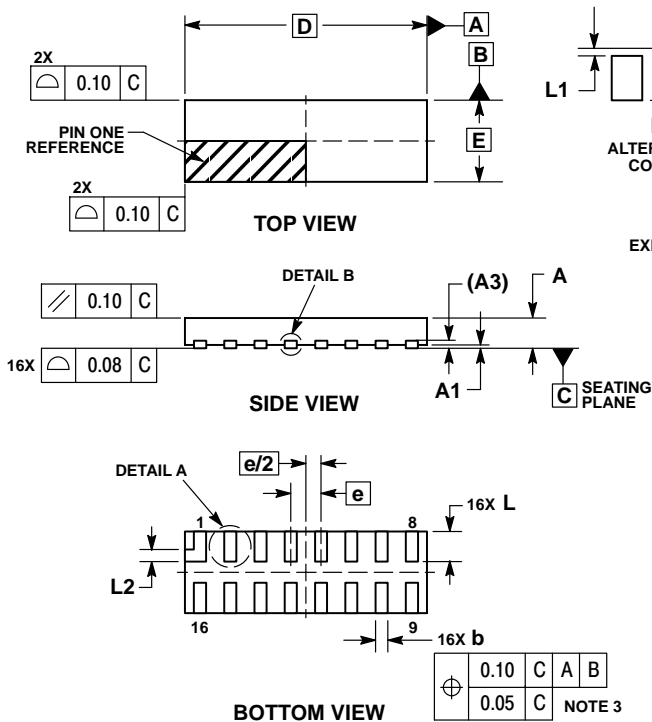 D
A
B
2X
0.10 C
L1
PIN ONE
REFERENCE
E
ALTER
CO
2X
0.10 C
TOP VIEW
EXI
DETAIL B
(A3)
A
0.10 C
16X 0.08 C
A1
C SEATING
PLANE
SIDE VIEW
e/2
DETAIL A
e
16X L
1
8
L2
16
9
16X b
0.10 C A B
0.05 C NOTE 3
BOTTOM VIEW